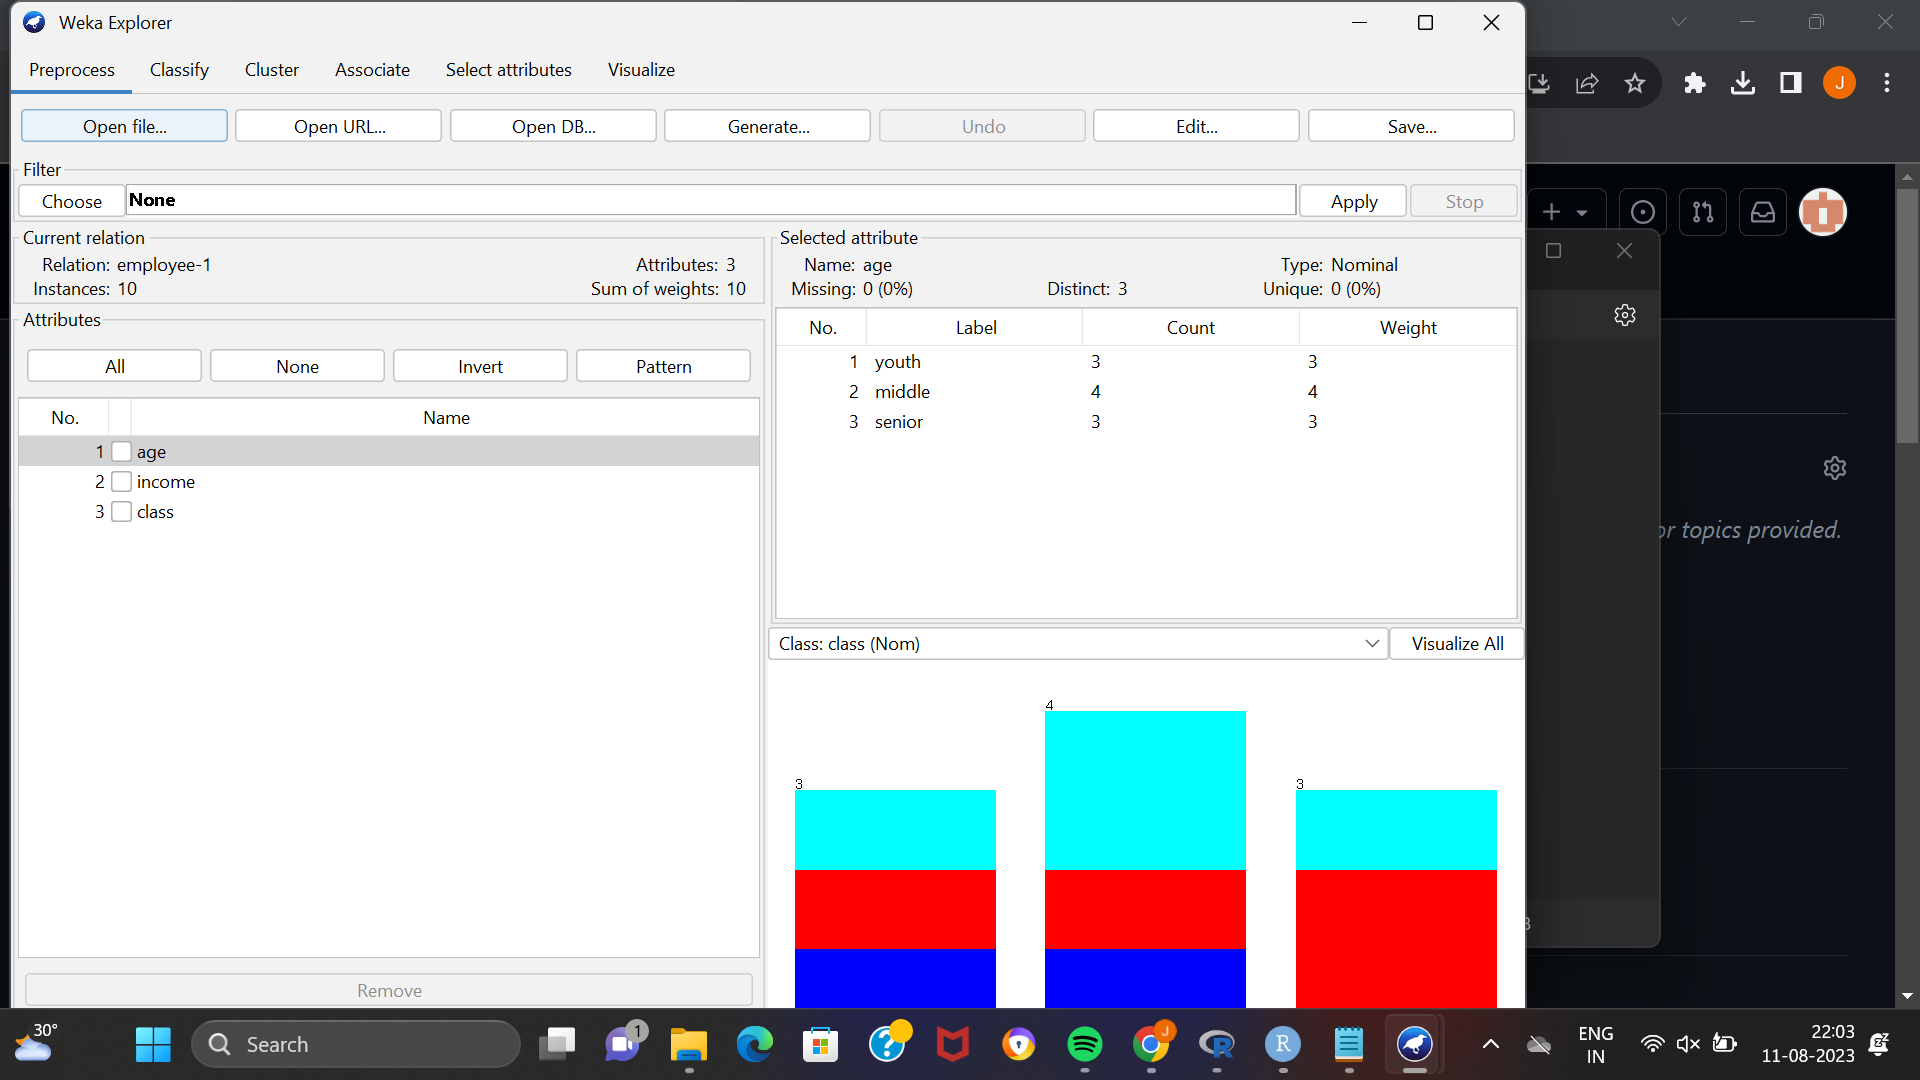 Weka Explorer
Preprocess Classify Cluster Associate Select attributes Visualize
Open file... Open URL... Open DB... Generate... Undo Edit... Save...
Filter
Choose None Apply Stop
Current relation
Relation: employee-1 Attributes: 3
Instances: 10 Sum of weights: 10
Attributes
All None Invert Pattern
No. Name
1 age
2 income
3 class
Remove
Selected attribute
Name: age Type: Nominal
Missing: 0 (0%) Distinct: 3 Unique: 0 (0%)
No. Label Count Weight
1 youth 3 3
2 middle 4 4
3 senior 3 3
Class: class (Nom) Visualize All
3
4
3
J
or topics provided.
30°
Search
1
J
R
R
ENG
IN
22:03
11-08-2023